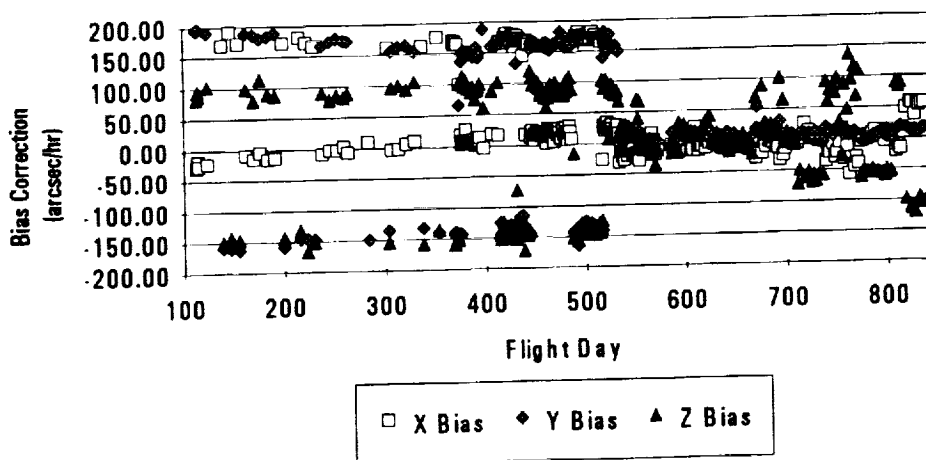 200.00
150.00
100.00
50.00
0.00
-50.00
-100.00
-150.00
-200.00
Bias Correction
(arcsec/hr)
100 200 300 400 500 600 700 800
Flight Day
X Bias Y Bias Z Bias